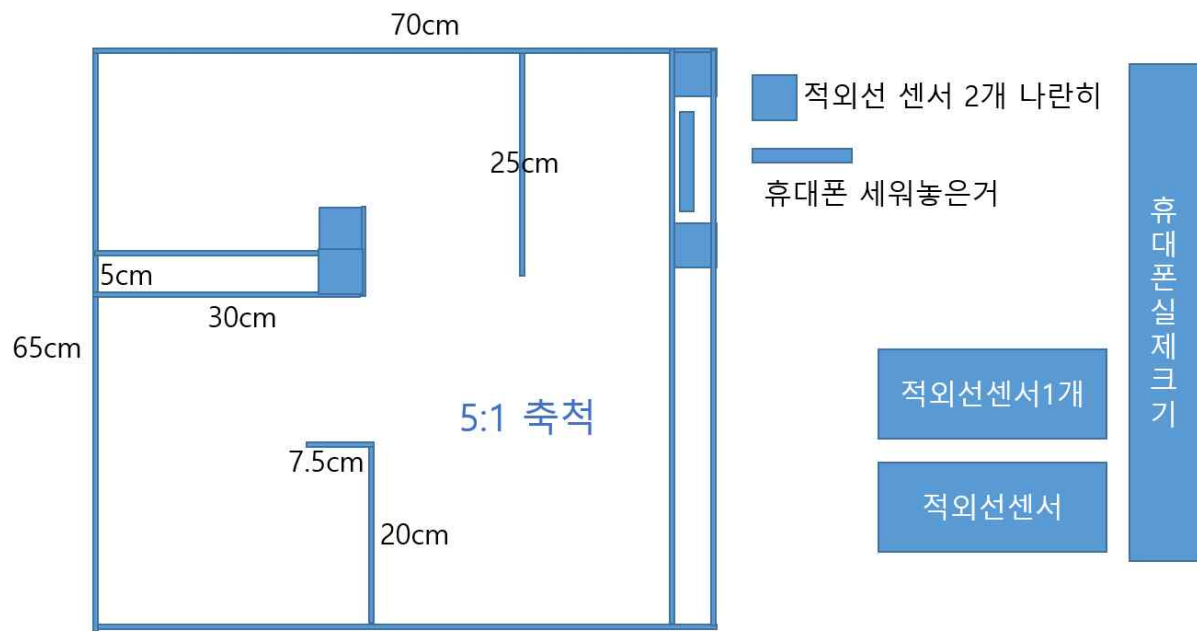 70cm
적외선 센서 2개 나란히
25cm
휴대폰 세워놓은거
5cm
30cm
65cm
5:1 축척
7.5cm
20cm
적외선센서1개
적외선센서
휴대폰실제크기